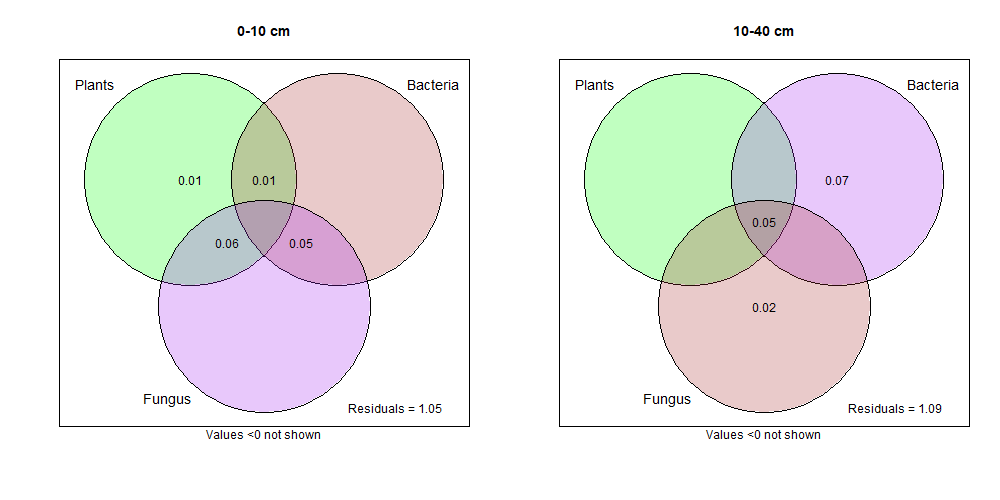 0-10 cm
Plants
Bacteria
0.01
0.01
0.06
0.05
Fungus
Residuals = 1.05
Values <0 not shown
10-40 cm
Plants
Bacteria
0.07
0.05
0.02
Fungus
Residuals = 1.09
Values <0 not shown